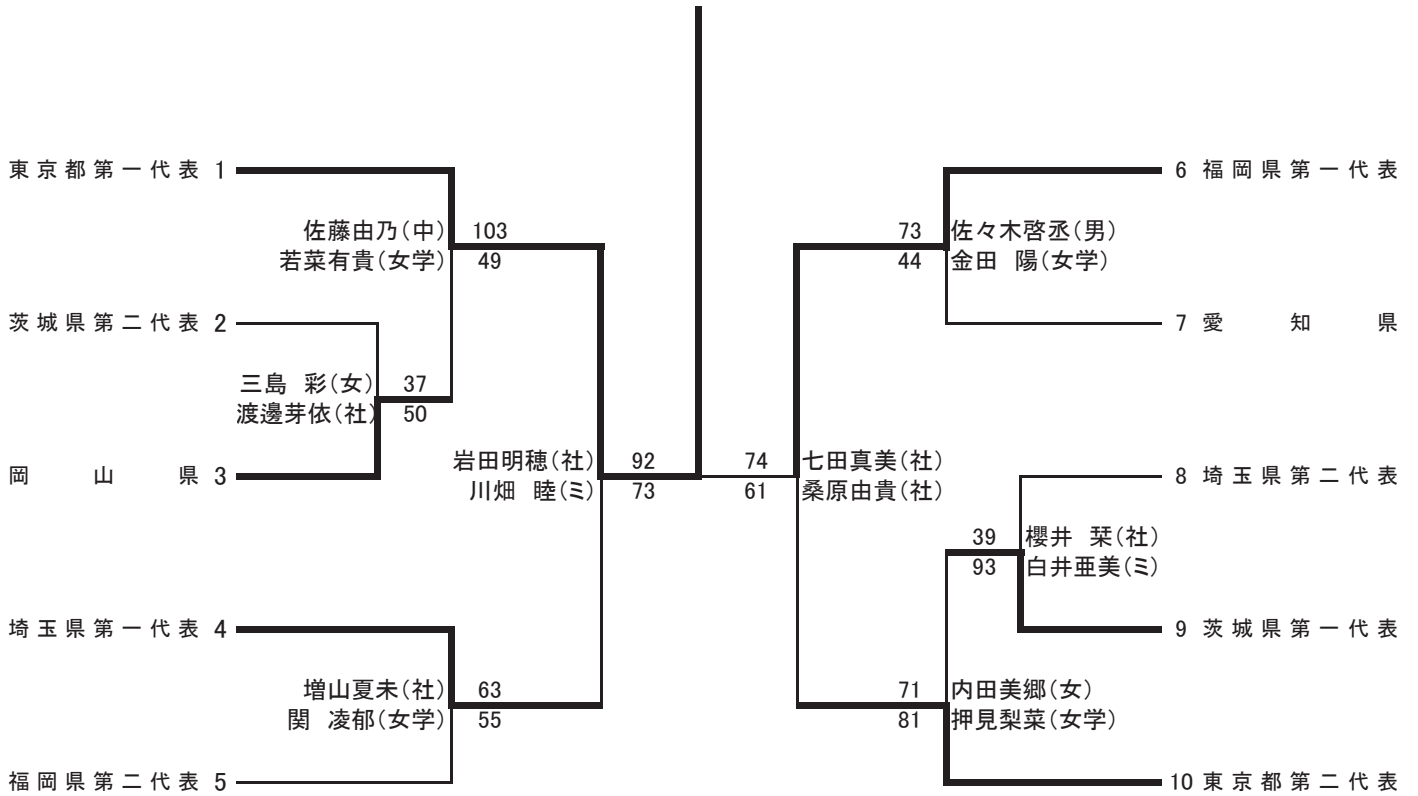 東京都第一代表 1
佐藤由乃(中) 103
若菜有貴(女学) 49
茨城県第二代表 2
三島 彩(女) 37
渡邊芽依(社) 50
岡山県 3
岩田明穂(社) 92
川畑 睦(ミ) 73
埼玉県第一代表 4
増山夏未(社) 63
関 凌郁(女学) 55
福岡県第二代表 5
6 福岡県第一代表
73 佐々木啓丞(男)
44 金田 陽(女学)
7 愛知県
74 七田真美(社)
61 桑原由貴(社)
8 埼玉県第二代表
39 櫻井 栞(社)
93 白井亜美(ミ)
9 茨城県第一代表
71 内田美郷(女)
81 押見梨菜(女学)
10 東京都第二代表